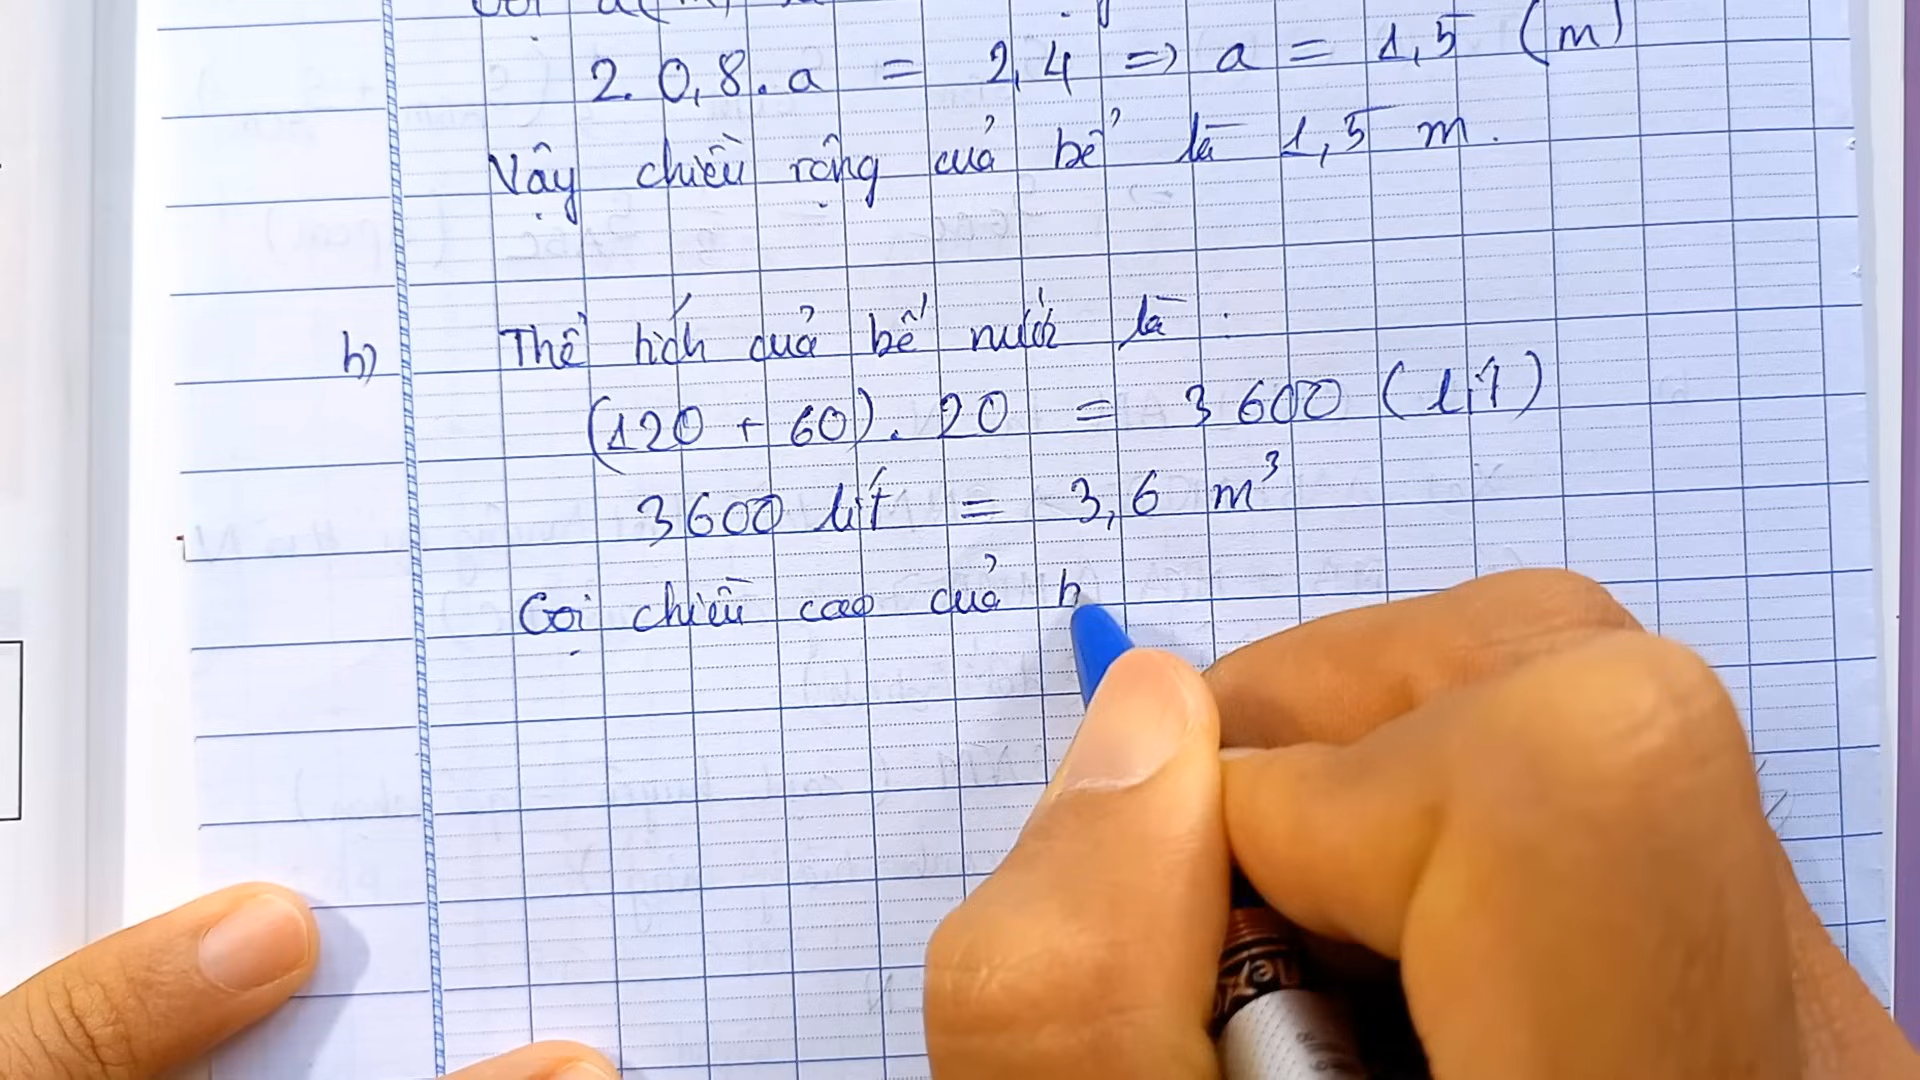 2. 0,8. a = 2,4 => a = 1,5 (m)
Vậy chiều rộng của bể là 1,5 m.
b) Thể tích của bể nước là :
(120 + 60). 20 = 3 600 (lít)
3600 lít = 3,6 m³
Gọi chiều cao của b